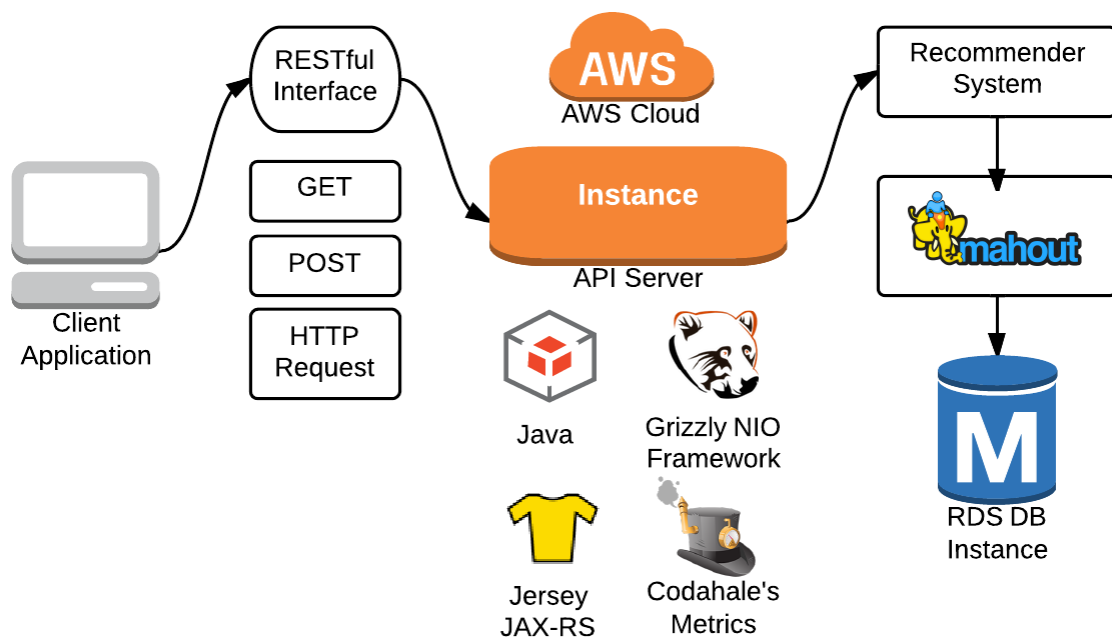 RESTful
Interface
GET
POST
HTTP
Request
Client
Application
AWS
AWS Cloud
Instance
API Server
Java
Grizzly NIO
Framework
Jersey
JAX-RS
Codahale's
Metrics
Recommender
System
mahout
M
RDS DB
Instance